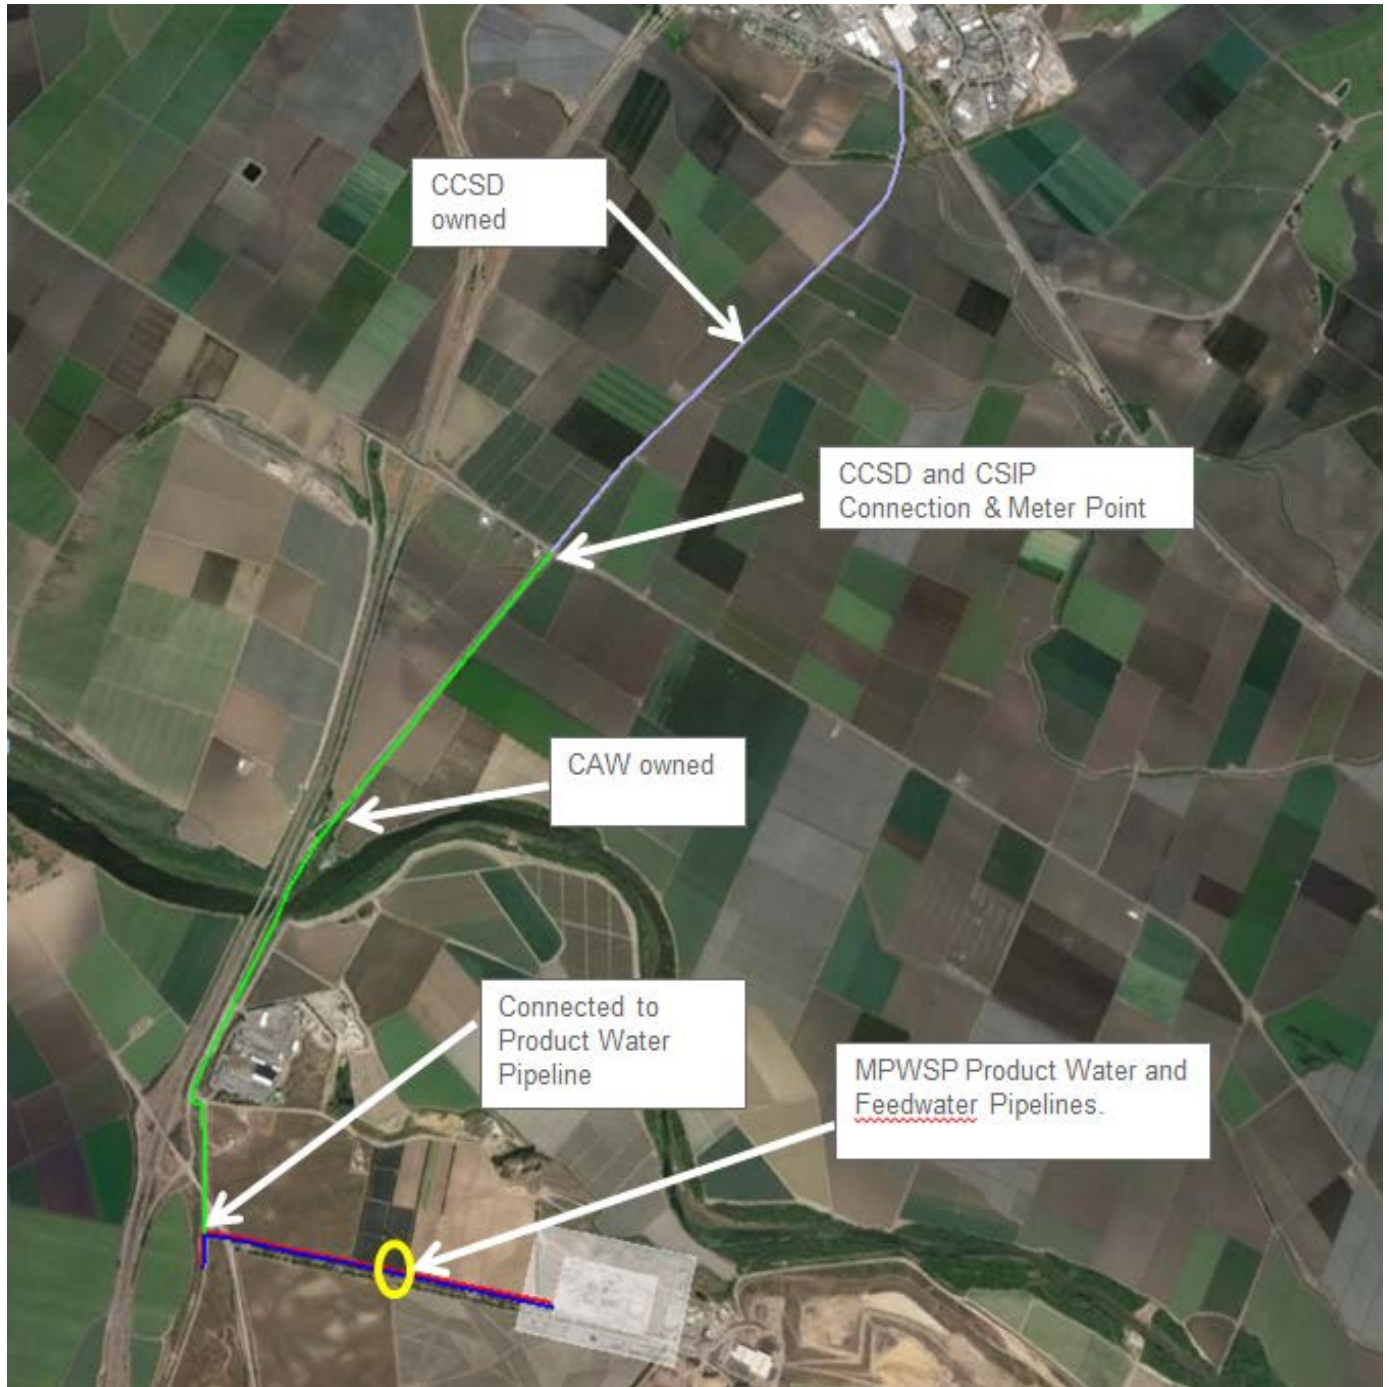 CCSD
owned
CCSD and CSIP
Connection & Meter Point
CAW owned
Connected to
Product Water
Pipeline
MPWSP Product Water and
Feedwater Pipelines.